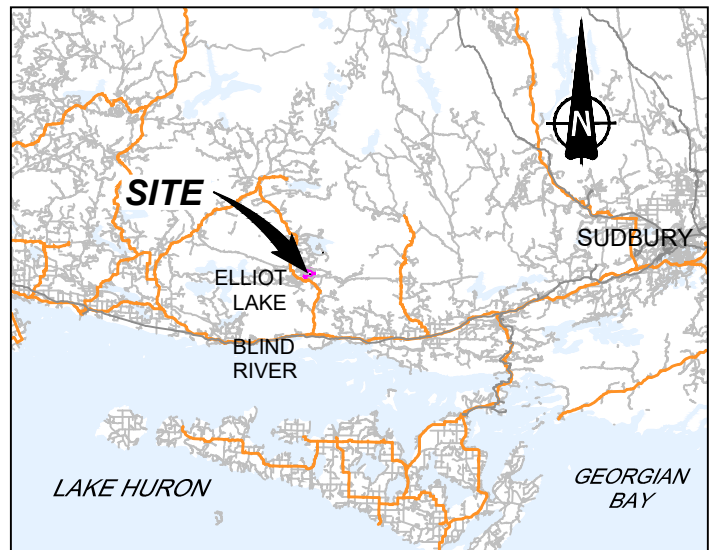 N
SITE
SUDBURY
ELLIOT
LAKE
BLIND
RIVER
LAKE HURON
GEORGIAN
BAY